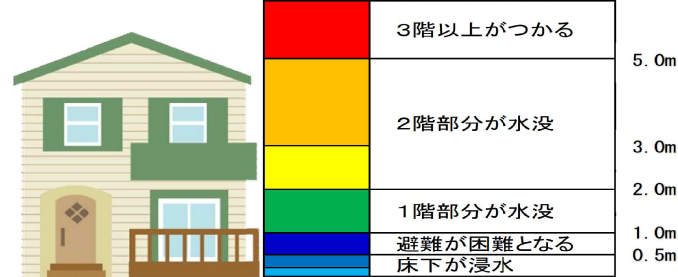 3階以上がつかる
5.0m
2階部分が水没
3.0m
2.0m
1階部分が水没
1.0m
避難が困難となる
0.5m
床下が浸水